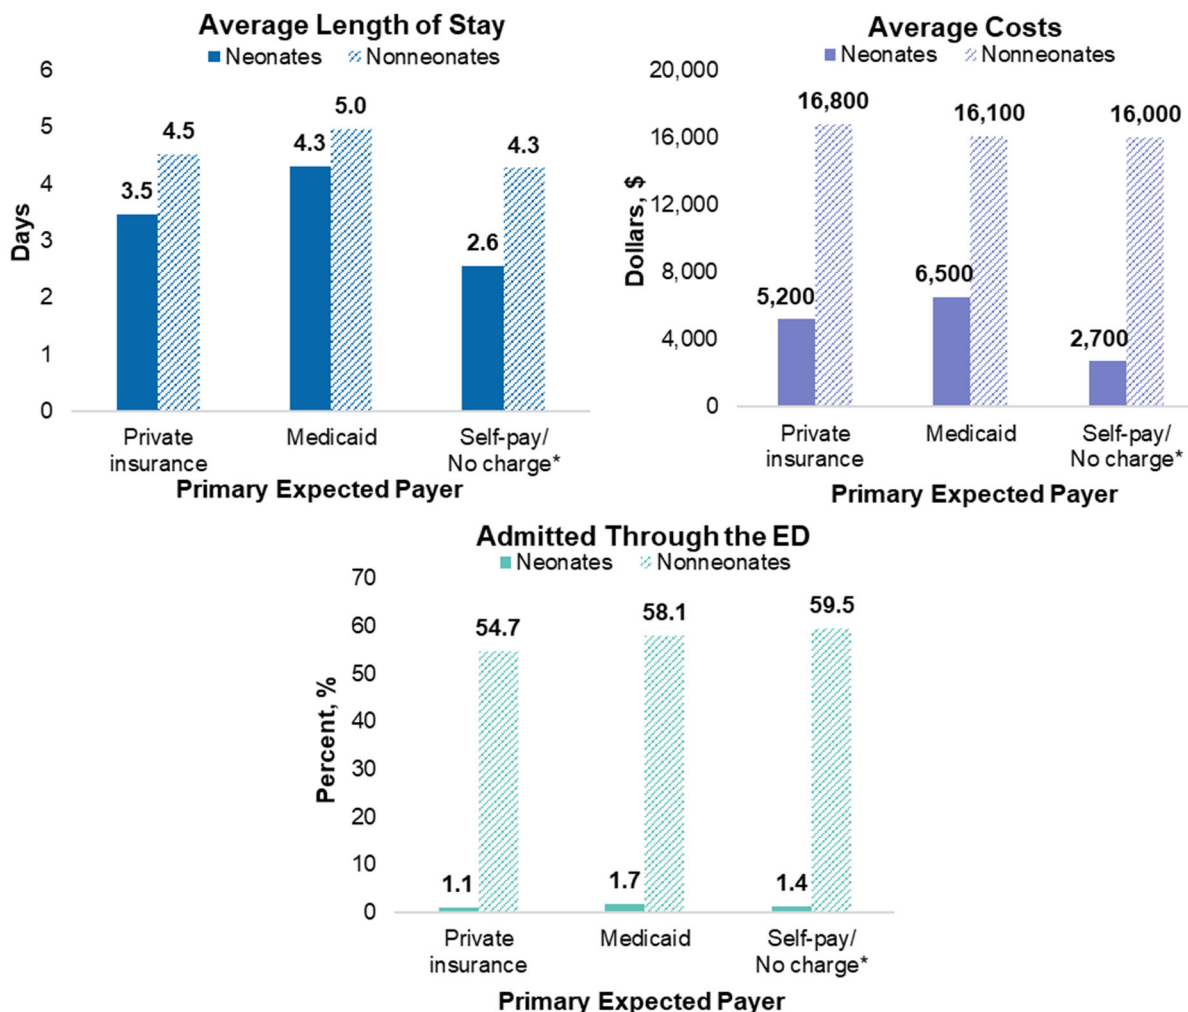 Average Length of Stay
Neonates Nonneonates
6
5
4
3
2
1
0
Days
3.5
4.5
4.3
5.0
2.6
4.3
Private
insurance
Medicaid
Self-pay/
No charge*
Primary Expected Payer
Average Costs
Neonates Nonneonates
20,000
16,000
12,000
8,000
4,000
0
Dollars, $
5,200
16,800
6,500
16,100
2,700
16,000
Private
insurance
Medicaid
Self-pay/
No charge*
Primary Expected Payer
Admitted Through the ED
Neonates Nonneonates
70
60
50
40
30
20
10
0
Percent, %
1.1
54.7
1.7
58.1
1.4
59.5
Private
insurance
Medicaid
Self-pay/
No charge*
Primary Expected Payer